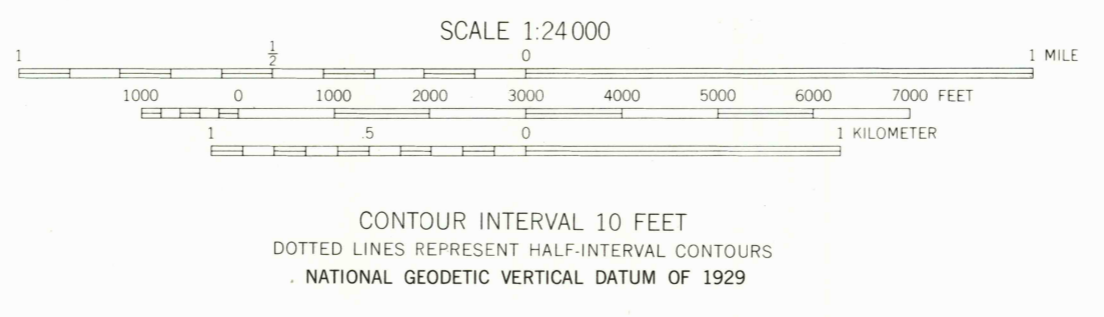 SCALE 1:24 000
1 ½ 0 1 MILE
1000 0 1000 2000 3000 4000 5000 6000 7000 FEET
1 .5 0 1 KILOMETER
CONTOUR INTERVAL 10 FEET
DOTTED LINES REPRESENT HALF-INTERVAL CONTOURS
NATIONAL GEODETIC VERTICAL DATUM OF 1929